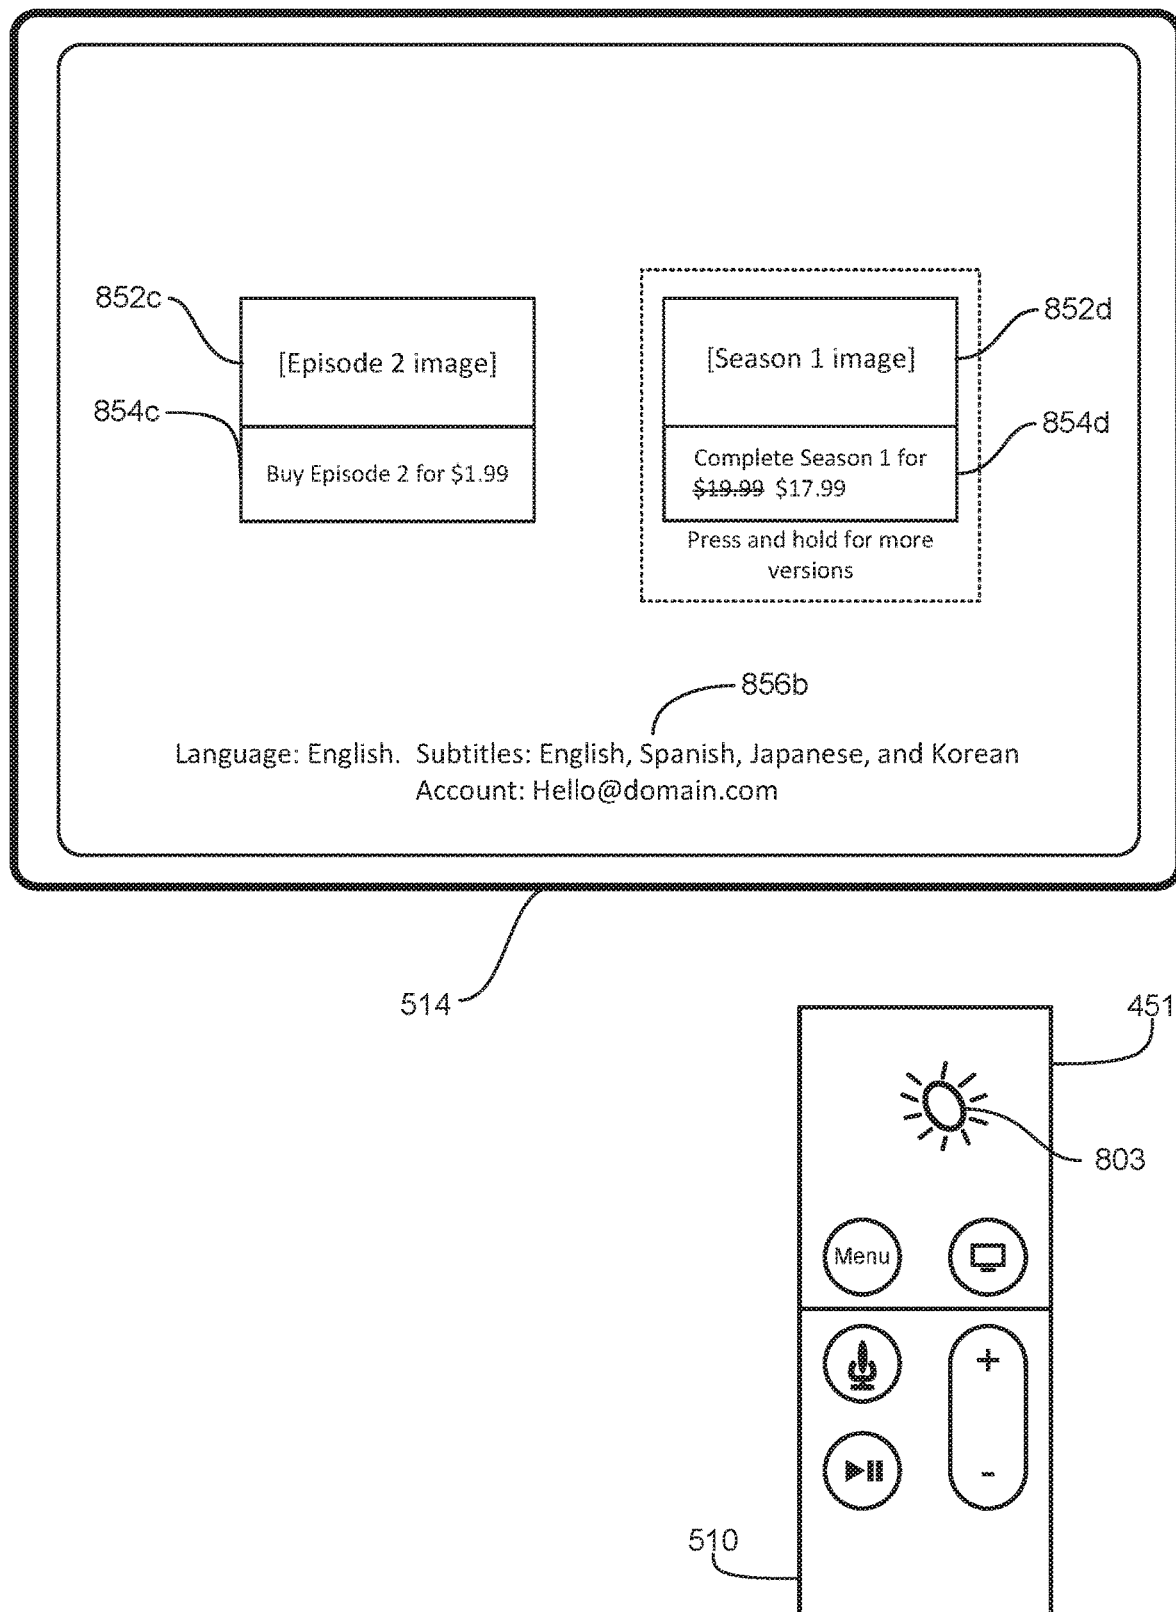 852c
[Episode 2 image]
854c
Buy Episode 2 for $1.99
852d
[Season 1 image]
854d
Complete Season 1 for
$19.99 $17.99
Press and hold for more
versions
856b
Language: English.  Subtitles: English, Spanish, Japanese, and Korean
Account: Hello@domain.com
514
451
803
Menu
+
-
510